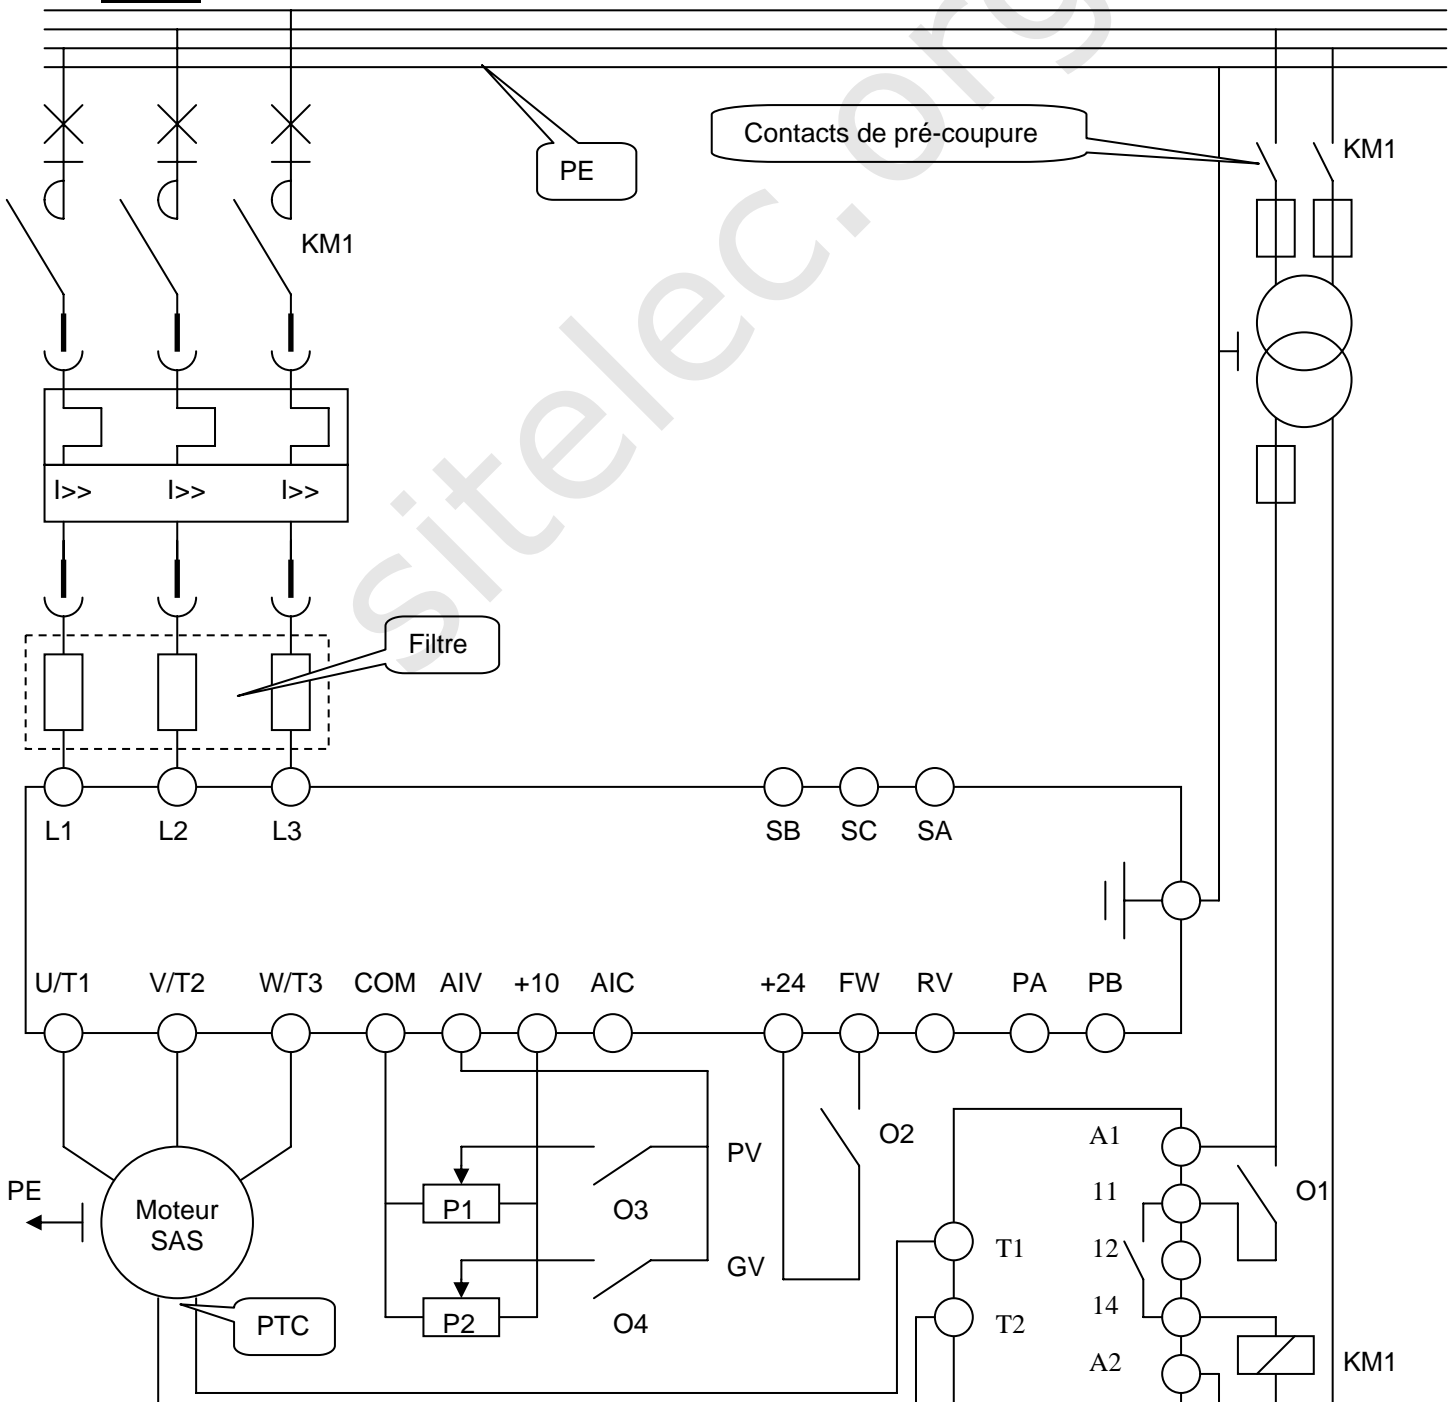 sitelec.org
Contacts de pré-coupure
KM1
PE
KM1
I>> I>> I>>
Filtre
L1 L2 L3 SB SC SA
U/T1 V/T2 W/T3 COM AIV +10 AIC +24 FW RV PA PB
PE
Moteur
SAS
PTC
P1
O3
PV
P2
O4
GV
O2
T1
T2
A1
11
12
14
A2
O1
KM1